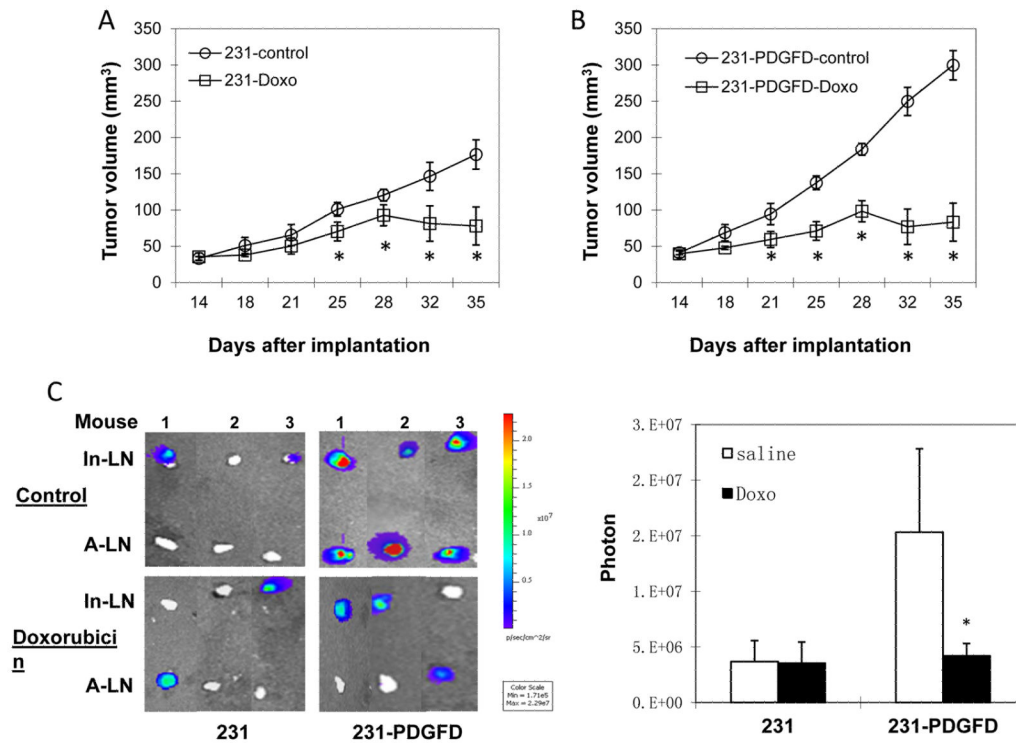 A
350
300
250
200
150
100
50
0
Tumor volume (mm³)
231-control
231-Doxo
* * * *
14 18 21 25 28 32 35
Days after implantation
B
350
300
250
200
150
100
50
0
Tumor volume (mm³)
231-PDGFD-control
231-PDGFD-Doxo
* * * * *
14 18 21 25 28 32 35
Days after implantation
C
Mouse 1 2 3 1 2 3
In-LN
Control
A-LN
In-LN
Doxorubici
n
A-LN
231 231-PDGFD
2.0
1.5
x10⁷
1.0
0.5
p/sec/cm^2/sr
Color Scale
Min = 1.71e5
Max = 2.29e7
3.E+07
2.E+07
2.E+07
1.E+07
5.E+06
0.E+00
Photon
saline
Doxo
*
231 231-PDGFD